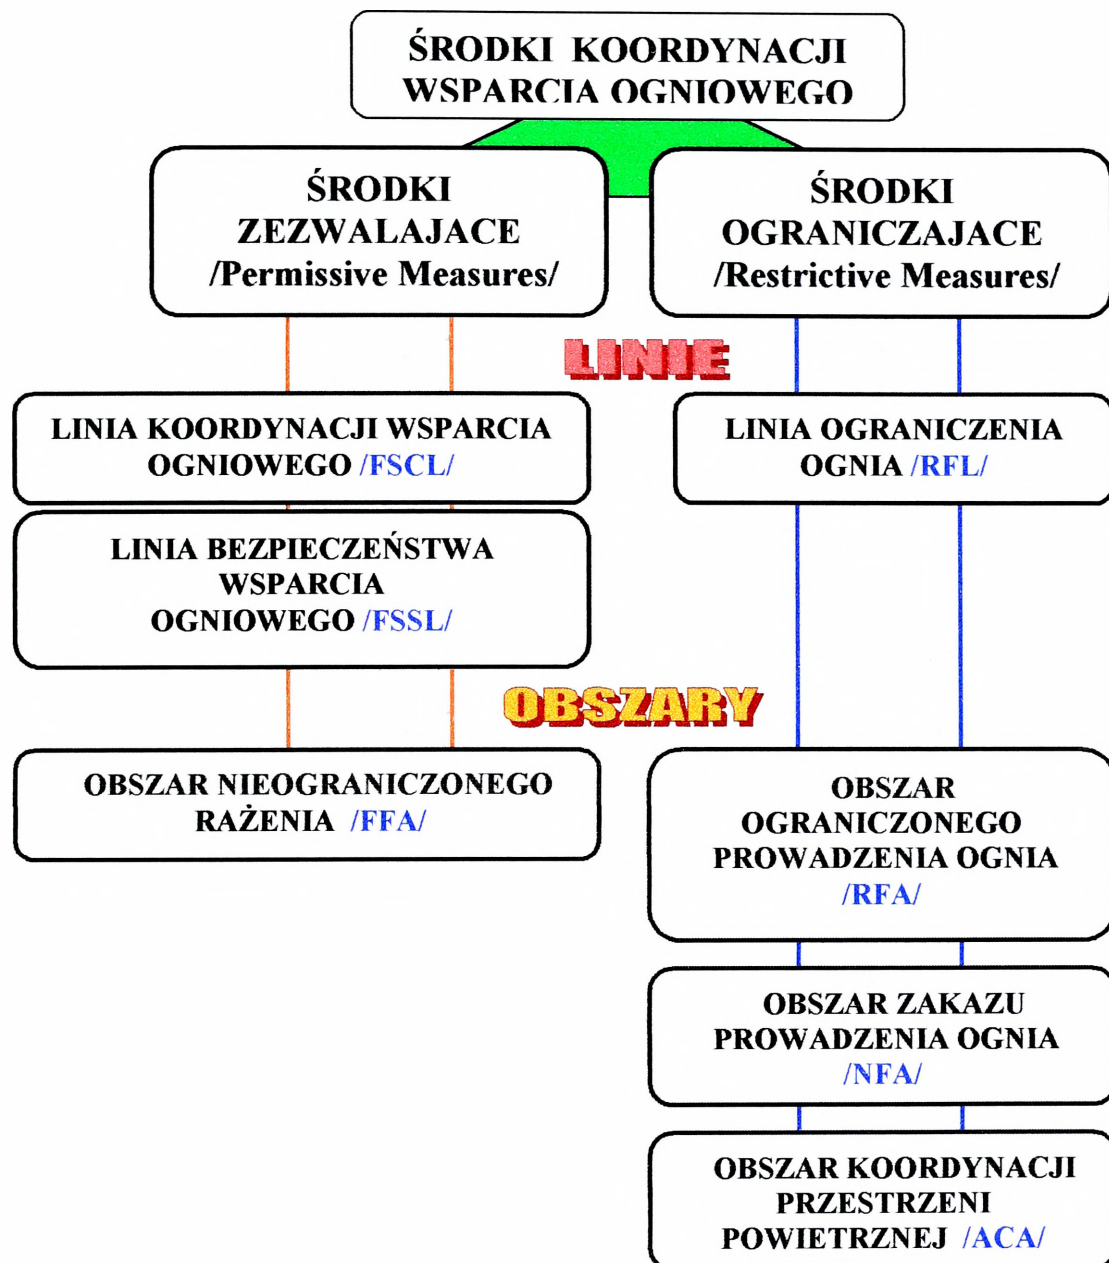 ŚRODKI KOORDYNACJI
WSPARCIA OGNIOWEGO
ŚRODKI
ZEZWALAJACE
/Permissive Measures/
ŚRODKI
OGRANICZAJACE
/Restrictive Measures/
LINIE
LINIA KOORDYNACJI WSPARCIA
OGNIOWEGO /FSCL/
LINIA OGRANICZENIA
OGNIA /RFL/
LINIA BEZPIECZEŃSTWA
WSPARCIA
OGNIOWEGO /FSSL/
OBSZARY
OBSZAR NIEOGRANICZONEGO
RAŻENIA /FFA/
OBSZAR
OGRANICZONEGO
PROWADZENIA OGNIA
/RFA/
OBSZAR ZAKAZU
PROWADZENIA OGNIA
/NFA/
OBSZAR KOORDYNACJI
PRZESTRZENI
POWIETRZNEJ /ACA/